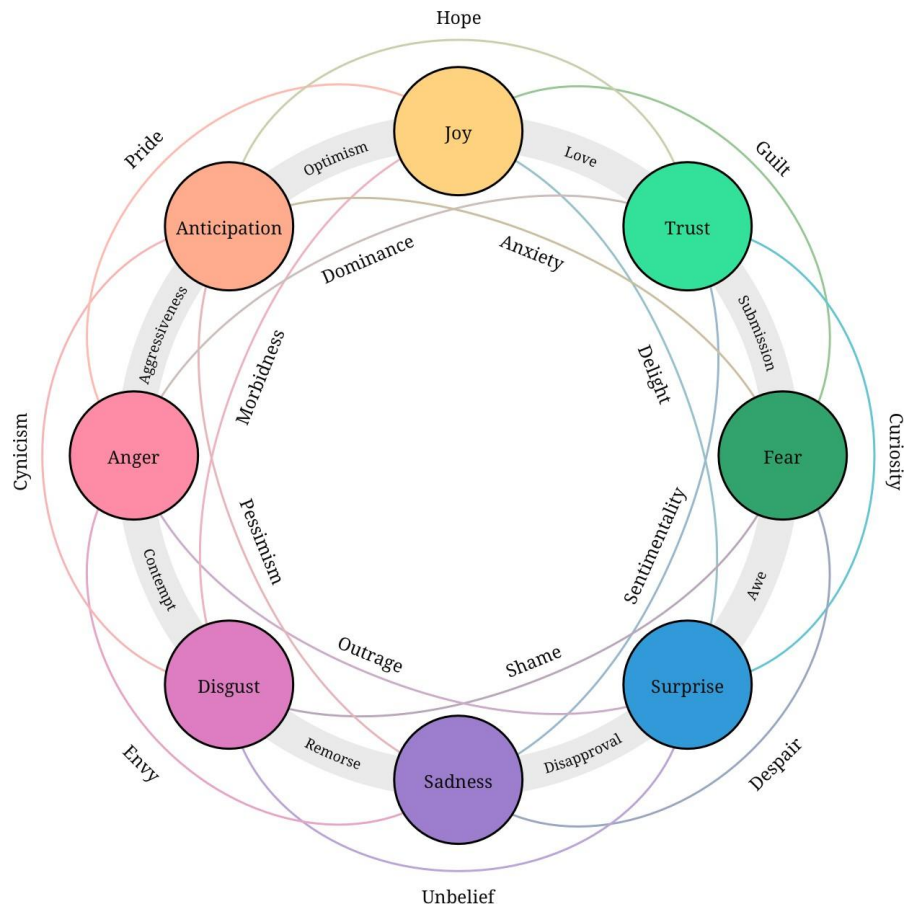 Hope
Pride
Guilt
Joy
Optimism
Love
Anticipation
Trust
Dominance
Anxiety
Aggressiveness
Submission
Morbidness
Delight
Cynicism
Anger
Fear
Curiosity
Pessimism
Sentimentality
Contempt
Awe
Outrage
Shame
Disgust
Surprise
Remorse
Disapproval
Envy
Sadness
Despair
Unbelief